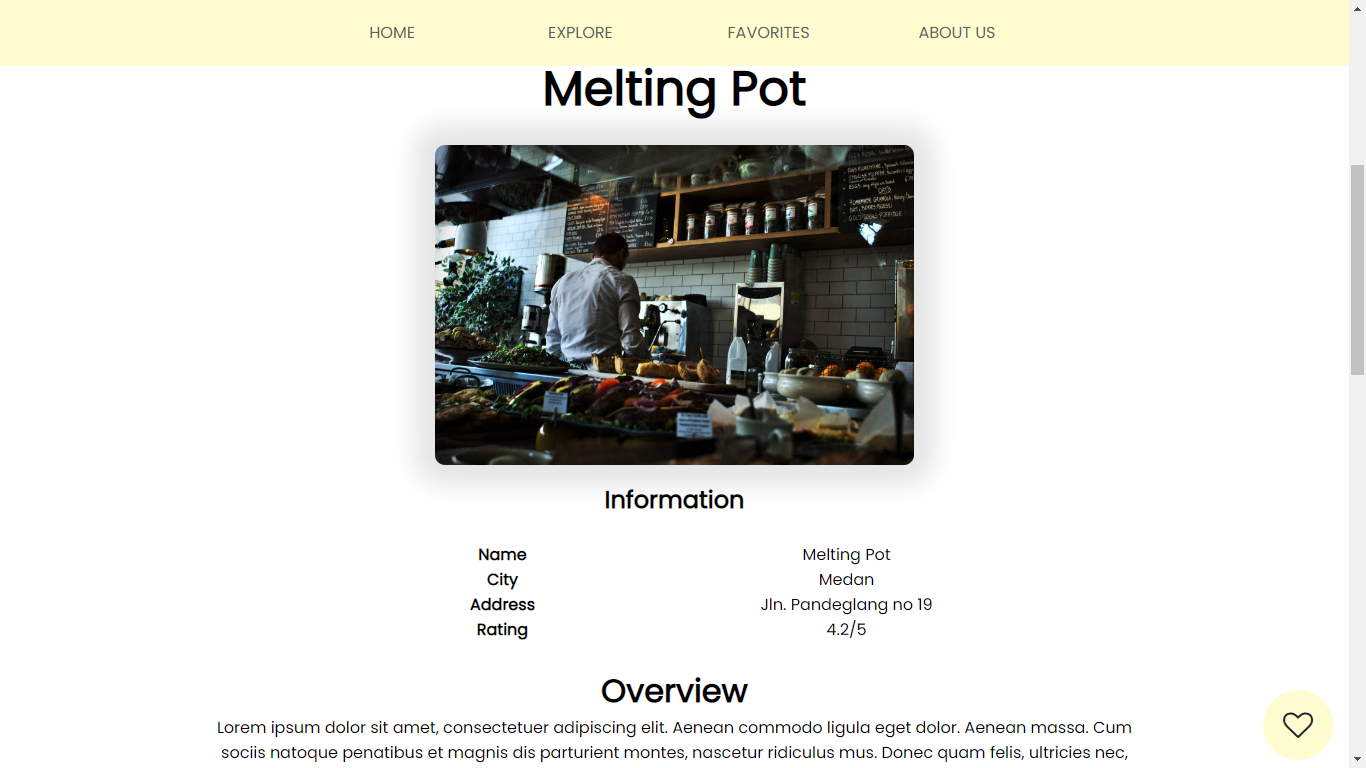 HOME EXPLORE FAVORITES ABOUT US
Melting Pot
OATS
Information
Name Melting Pot
City Medan
Address Jln. Pandeglang no 19
Rating 4.2/5
Overview
Lorem ipsum dolor sit amet, consectetuer adipiscing elit. Aenean commodo ligula eget dolor. Aenean massa. Cum
sociis natoque penatibus et magnis dis parturient montes, nascetur ridiculus mus. Donec quam felis, ultricies nec,